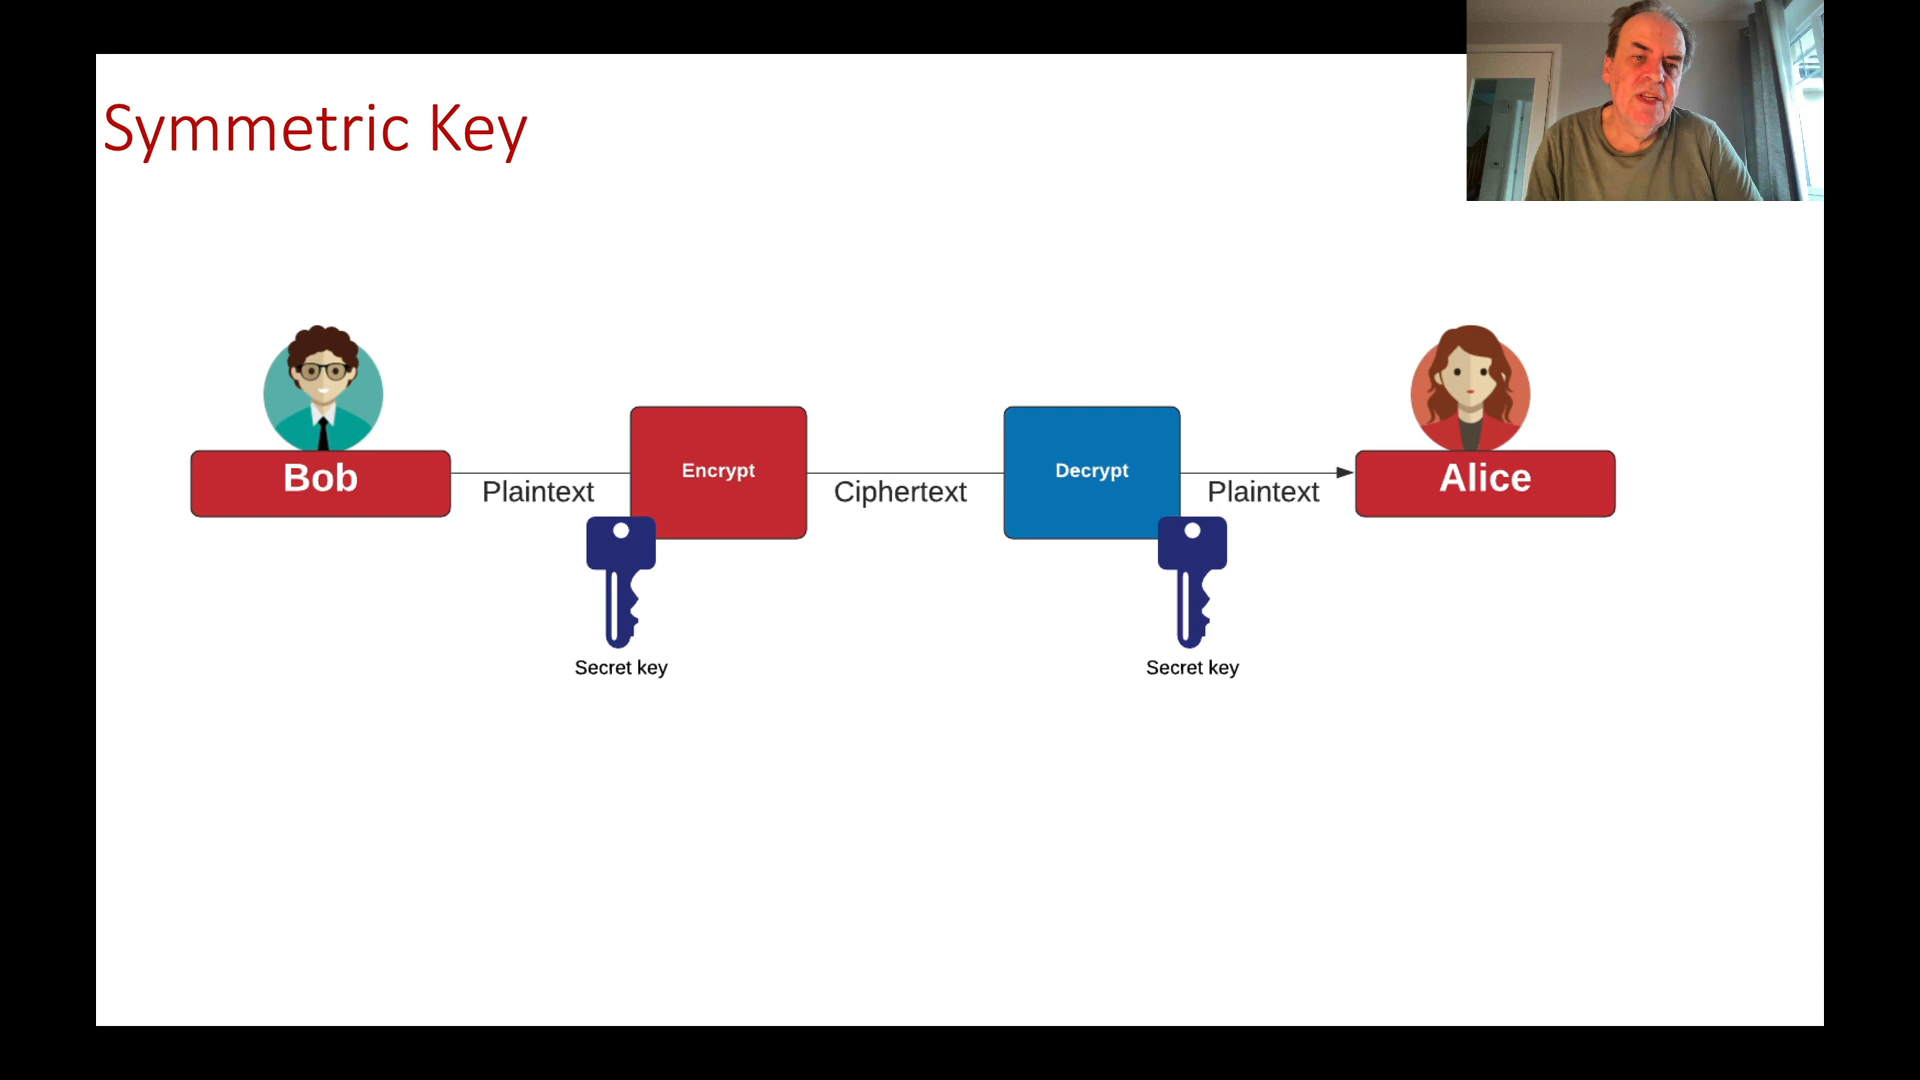 Symmetric Key
Bob
Plaintext
Encrypt
Ciphertext
Decrypt
Plaintext
Alice
Secret key
Secret key